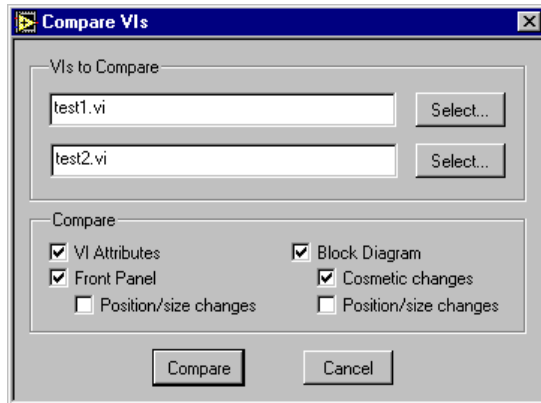 Compare VIs
VIs to Compare
test1.vi
Select...
test2.vi
Select...
Compare
VI Attributes
Block Diagram
Front Panel
Cosmetic changes
Position/size changes
Position/size changes
Compare
Cancel